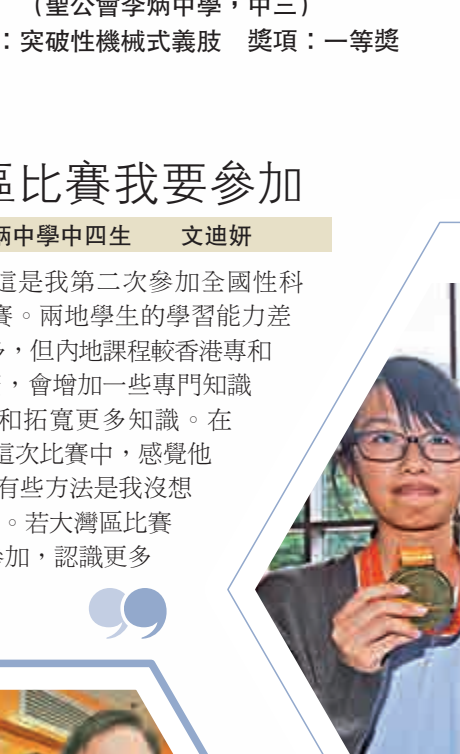 （聖公會李炳中學，中三）
：突破性機械式義肢　獎項：一等獎
區比賽我要參加
炳中學中四生　文迪妍
這是我第二次參加全國性科
賽。兩地學生的學習能力差
多，但內地課程較香港專和
，會增加一些專門知識
和拓寬更多知識。在
這次比賽中，感覺他
有些方法是我沒想
。若大灣區比賽
參加，認識更多